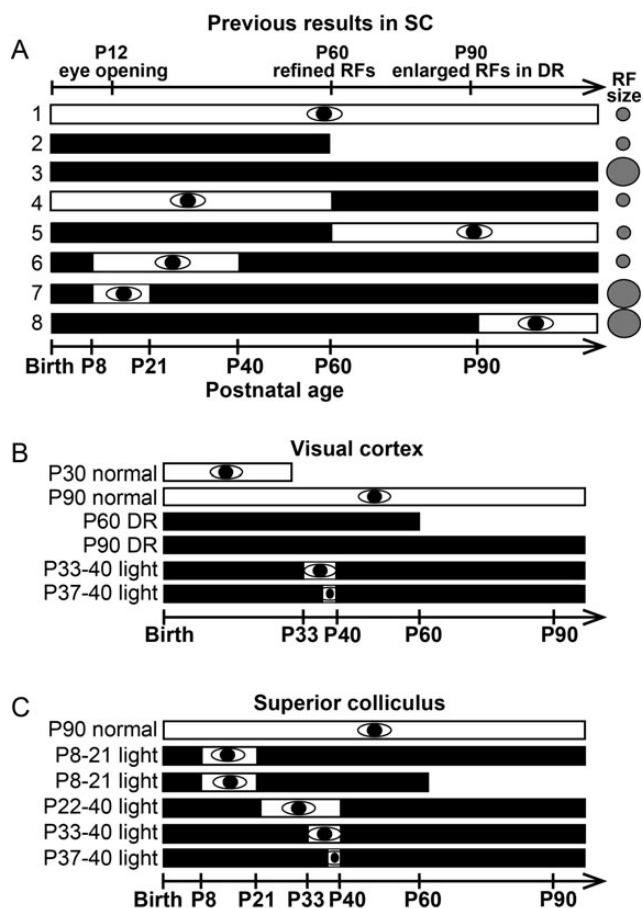 Previous results in SC
A
P12
eye opening
P60
refined RFs
P90
enlarged RFs in DR
RF
size
1
2
3
4
5
6
7
8
Birth P8 P21 P40 P60 P90
Postnatal age
B
Visual cortex
P30 normal
P90 normal
P60 DR
P90 DR
P33-40 light
P37-40 light
Birth P33 P40 P60 P90
C
Superior colliculus
P90 normal
P8-21 light
P8-21 light
P22-40 light
P33-40 light
P37-40 light
Birth P8 P21 P33 P40 P60 P90